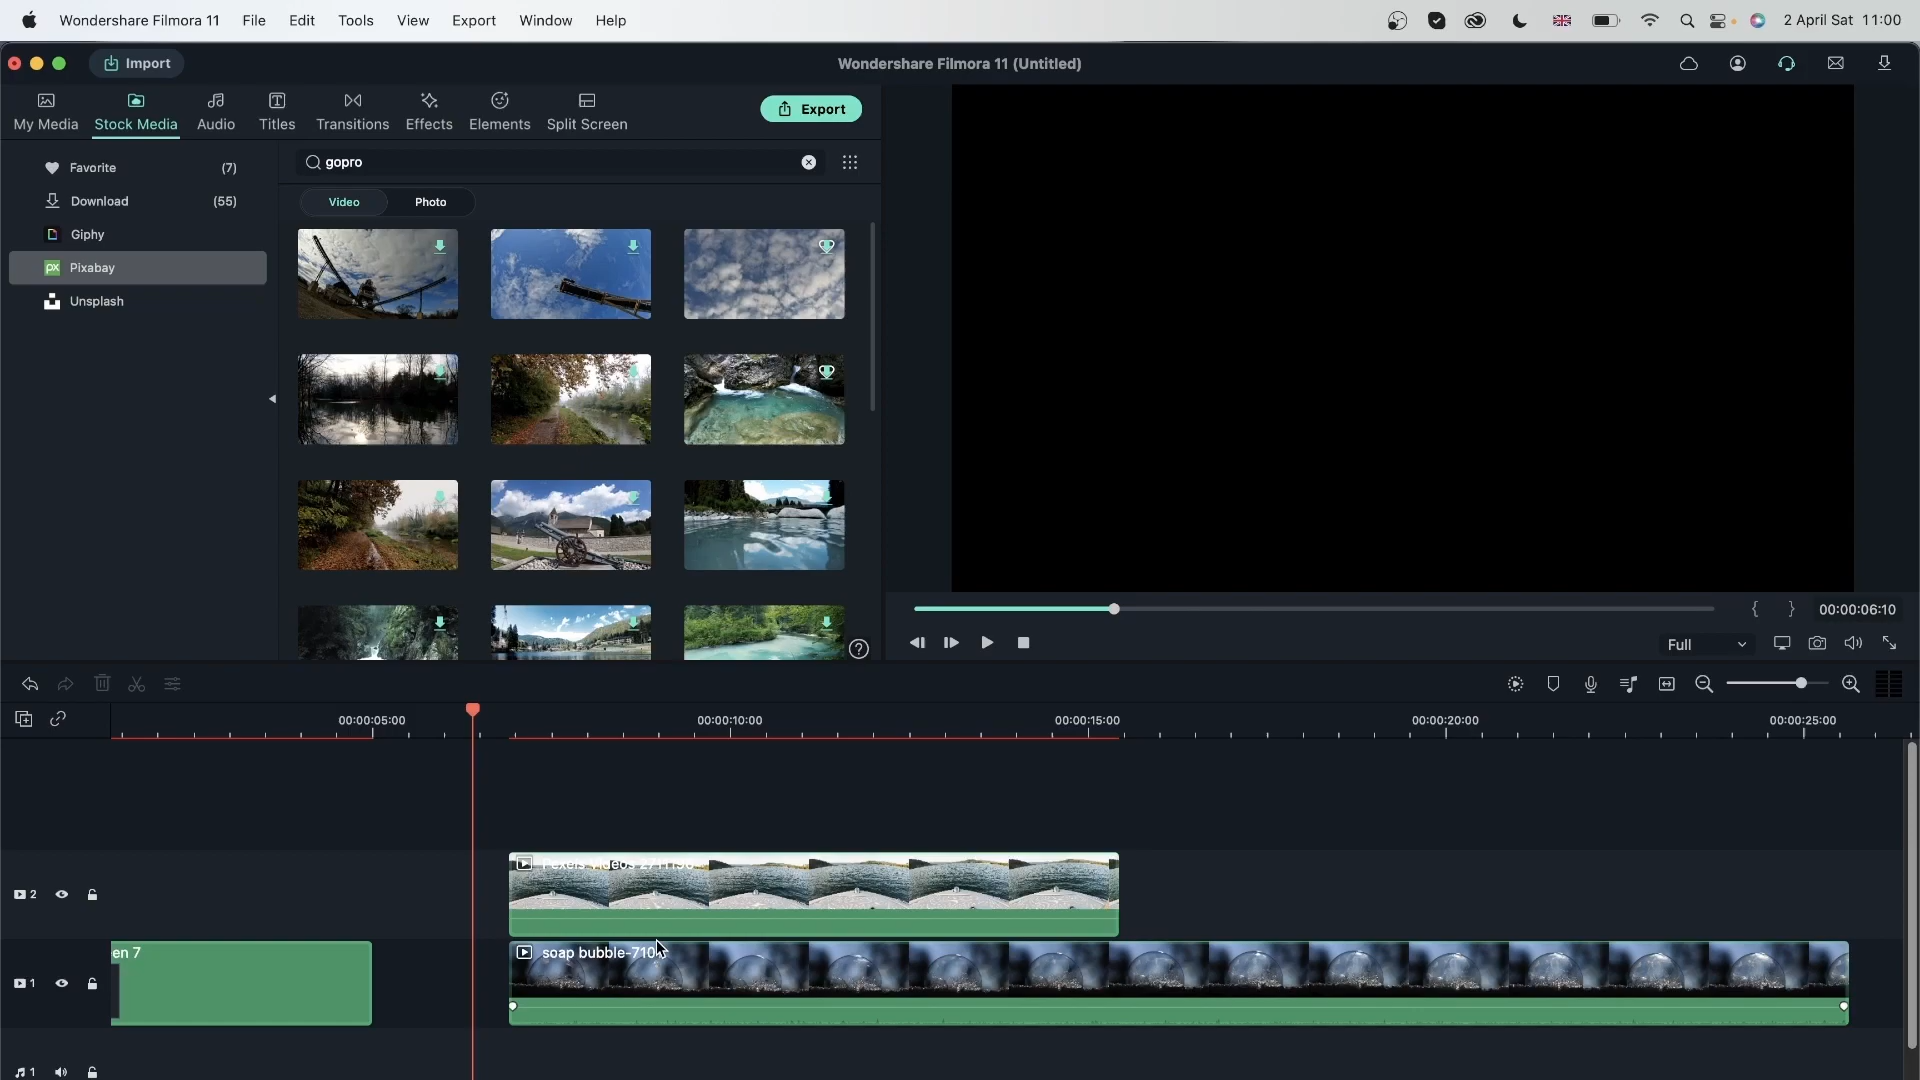 Wondershare Filmora 11 File Edit Tools View Export Window Help 2 April Sat 11:00
Import Wondershare Filmora 11 (Untitled)
My Media Stock Media Audio Titles Transitions Effects Elements Split Screen Export
Favorite (7)
Download (55)
Giphy
px Pixabay
Unsplash
gopro
Video Photo
{ } 00:00:06:10
Full
00:00:05:00 00:00:10:00 00:00:15:00 00:00:20:00 00:00:25:00
2
1
en 7
soap bubble-710
1